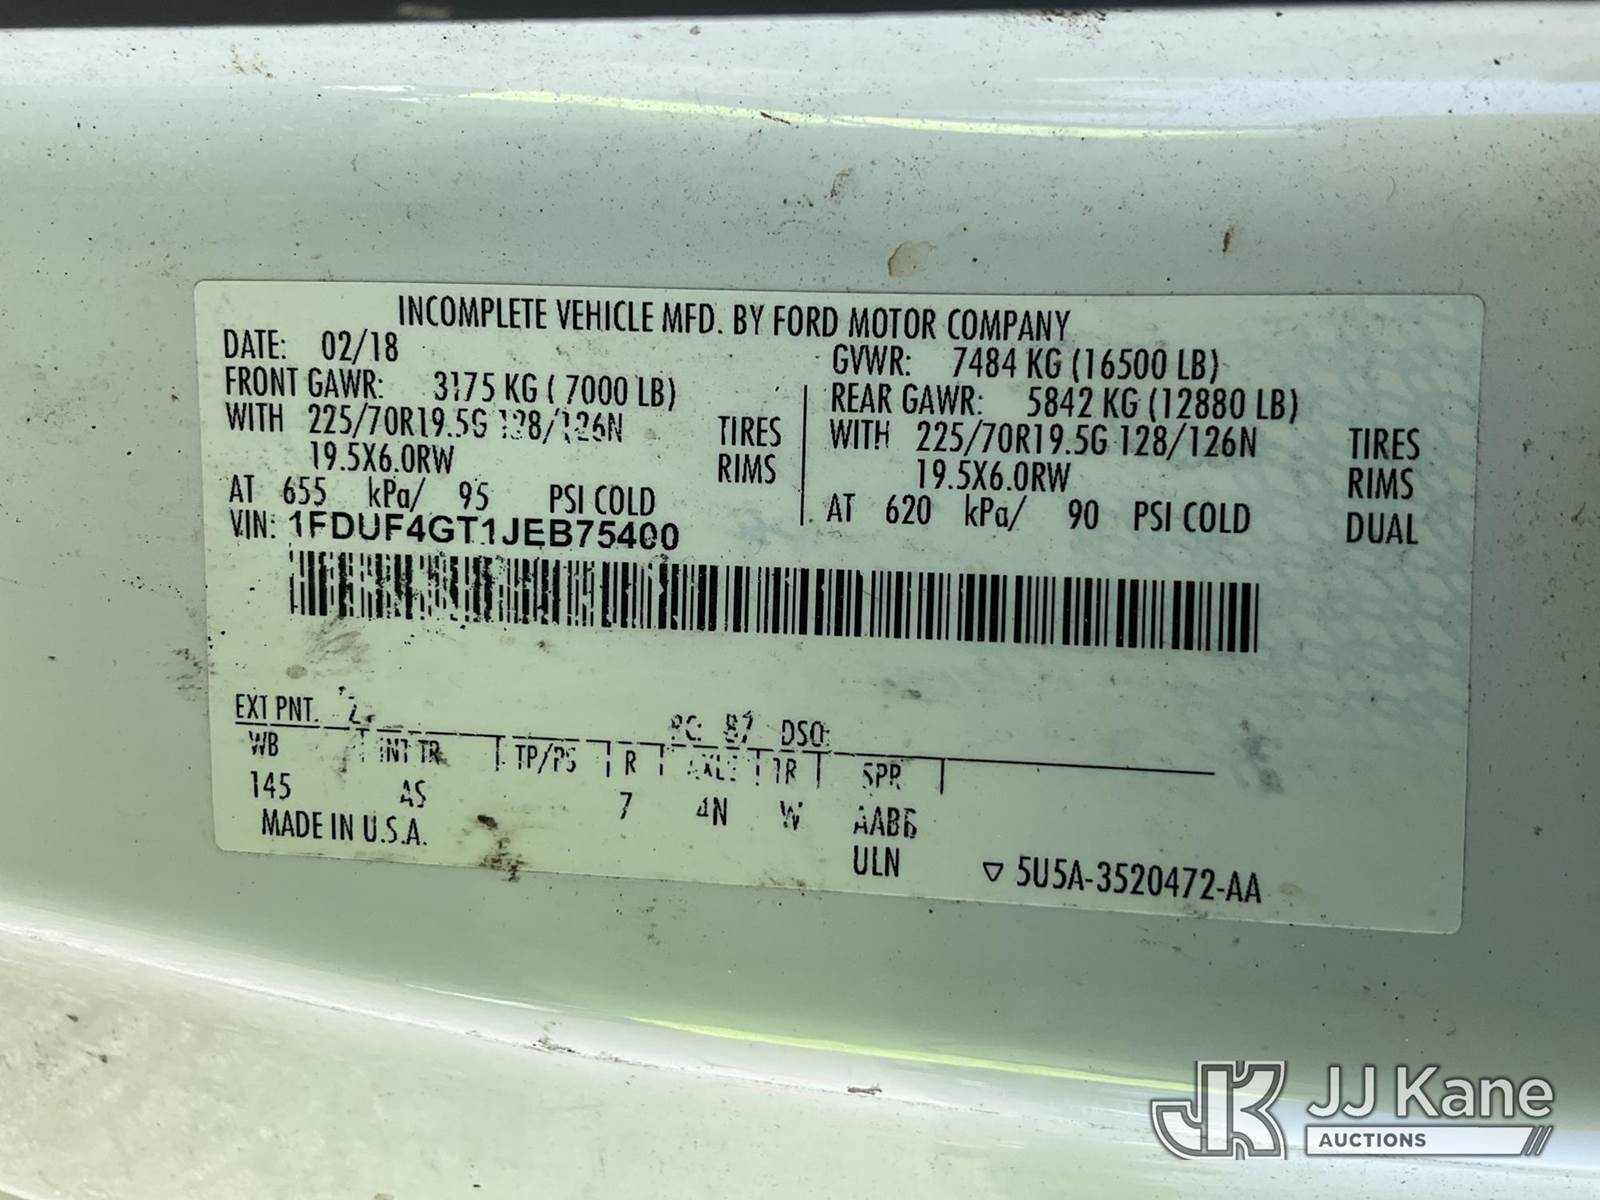 INCOMPLETE VEHICLE MFD. BY FORD MOTOR COMPANY
DATE: 02/18 GVWR: 7484 KG (16500 LB)
FRONT GAWR: 3175 KG ( 7000 LB) REAR GAWR: 5842 KG (12880 LB)
WITH 225/70R19.5G 128/126N TIRES WITH 225/70R19.5G 128/126N TIRES
19.5X6.0RW RIMS 19.5X6.0RW RIMS
AT 655 kPa/ 95 PSI COLD AT 620 kPa/ 90 PSI COLD DUAL
VIN: 1FDUF4GT1JEB75400
EXT PNT. RC: 87 DSO:
WB INT TR TP/PS R AXLE TR SPR
145 AS 7 4N W AABB
MADE IN U.S.A. ULN 5U5A-3520472-AA
JK JJ Kane
AUCTIONS